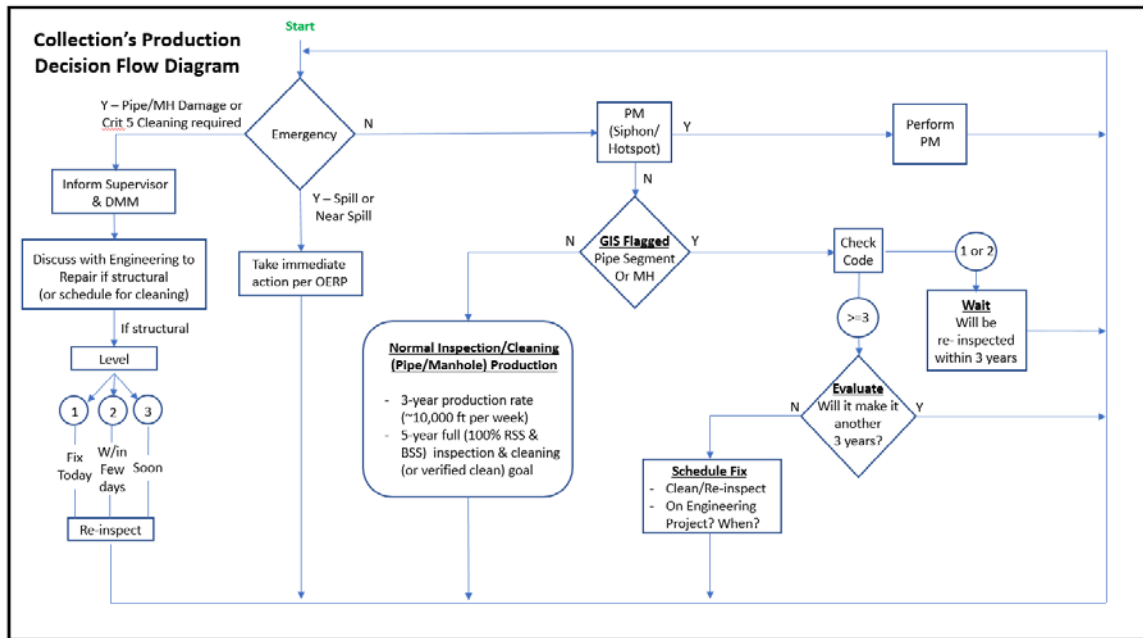 Start
Collection's Production
Decision Flow Diagram
Y – Pipe/MH Damage or
Crit 5 Cleaning required
Emergency
N
PM
(Siphon/
Hotspot)
Y
Perform
PM
Inform Supervisor
& DMM
Y – Spill or
Near Spill
N
N
GIS Flagged
Pipe Segment
Or MH
Y
Check
Code
1 or 2
Discuss with Engineering to
Repair if structural
(or schedule for cleaning)
Take immediate
action per OERP
Wait
Will be
re- inspected
within 3 years
>=3
If structural
Level
Normal Inspection/Cleaning
(Pipe/Manhole) Production
- 3-year production rate
(~10,000 ft per week)
- 5-year full (100% RSS &
BSS) inspection & cleaning
(or verified clean) goal
N
Evaluate
Will it make it
another
3 years?
Y
1
2
3
Fix
Today
W/in
Few
days
Soon
Schedule Fix
- Clean/Re-inspect
- On Engineering
Project? When?
Re-inspect